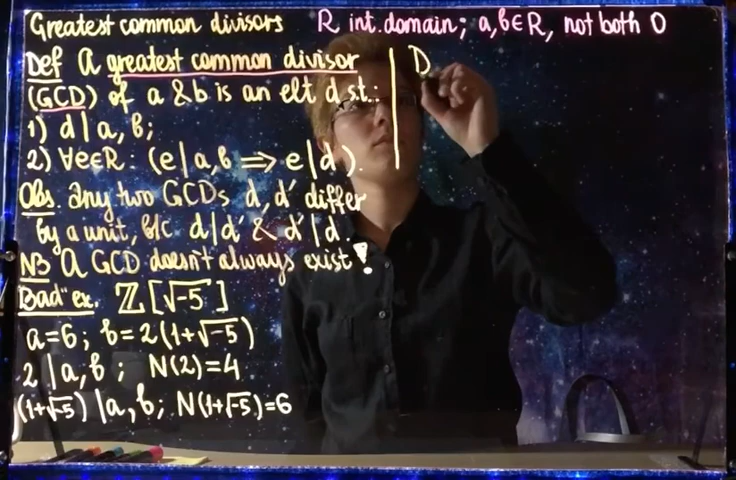 Greatest common divisors R int. domain; a, b∈R, not both 0
Def A greatest common divisor
(GCD) of a & b is an elt d s.t.:
1) d | a, b;
2) ∀e∈R: (e | a, b ⟹ e | d).
Obs. Any two GCDs d, d' differ
by a unit, b/c d | d' & d' | d.
NB A GCD doesn't always exist!
"Bad" ex. ℤ[√-5]
a=6; b=2(1+√-5)
2 | a, b; N(2)=4
(1+√-5) | a, b; N(1+√-5)=6
D